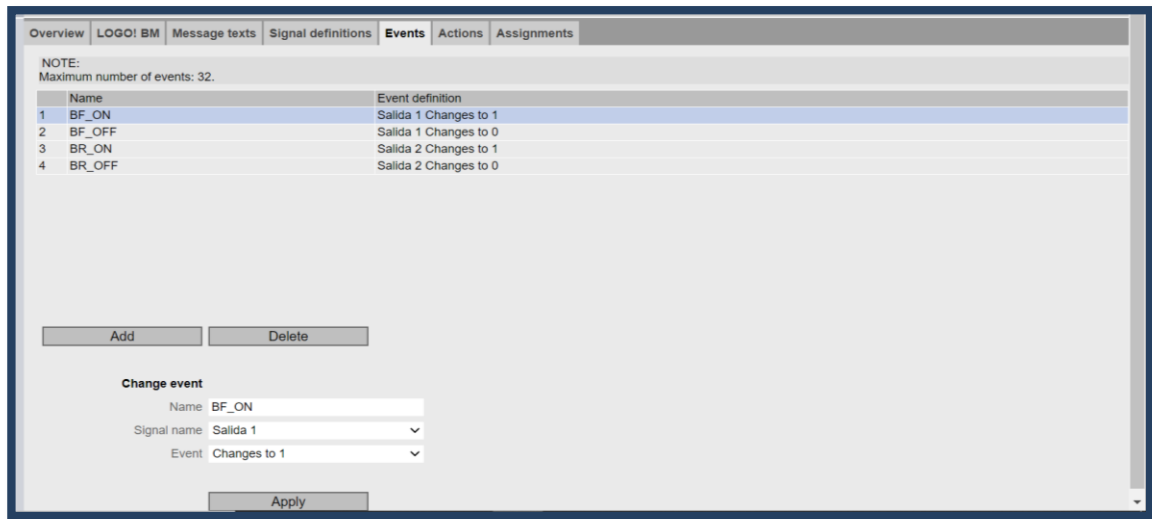 Overview LOGO! BM Message texts Signal definitions Events Actions Assignments
NOTE:
Maximum number of events: 32.
Name Event definition
1 BF_ON Salida 1 Changes to 1
2 BF_OFF Salida 1 Changes to 0
3 BR_ON Salida 2 Changes to 1
4 BR_OFF Salida 2 Changes to 0
Add Delete
Change event
Name BF_ON
Signal name Salida 1
Event Changes to 1
Apply